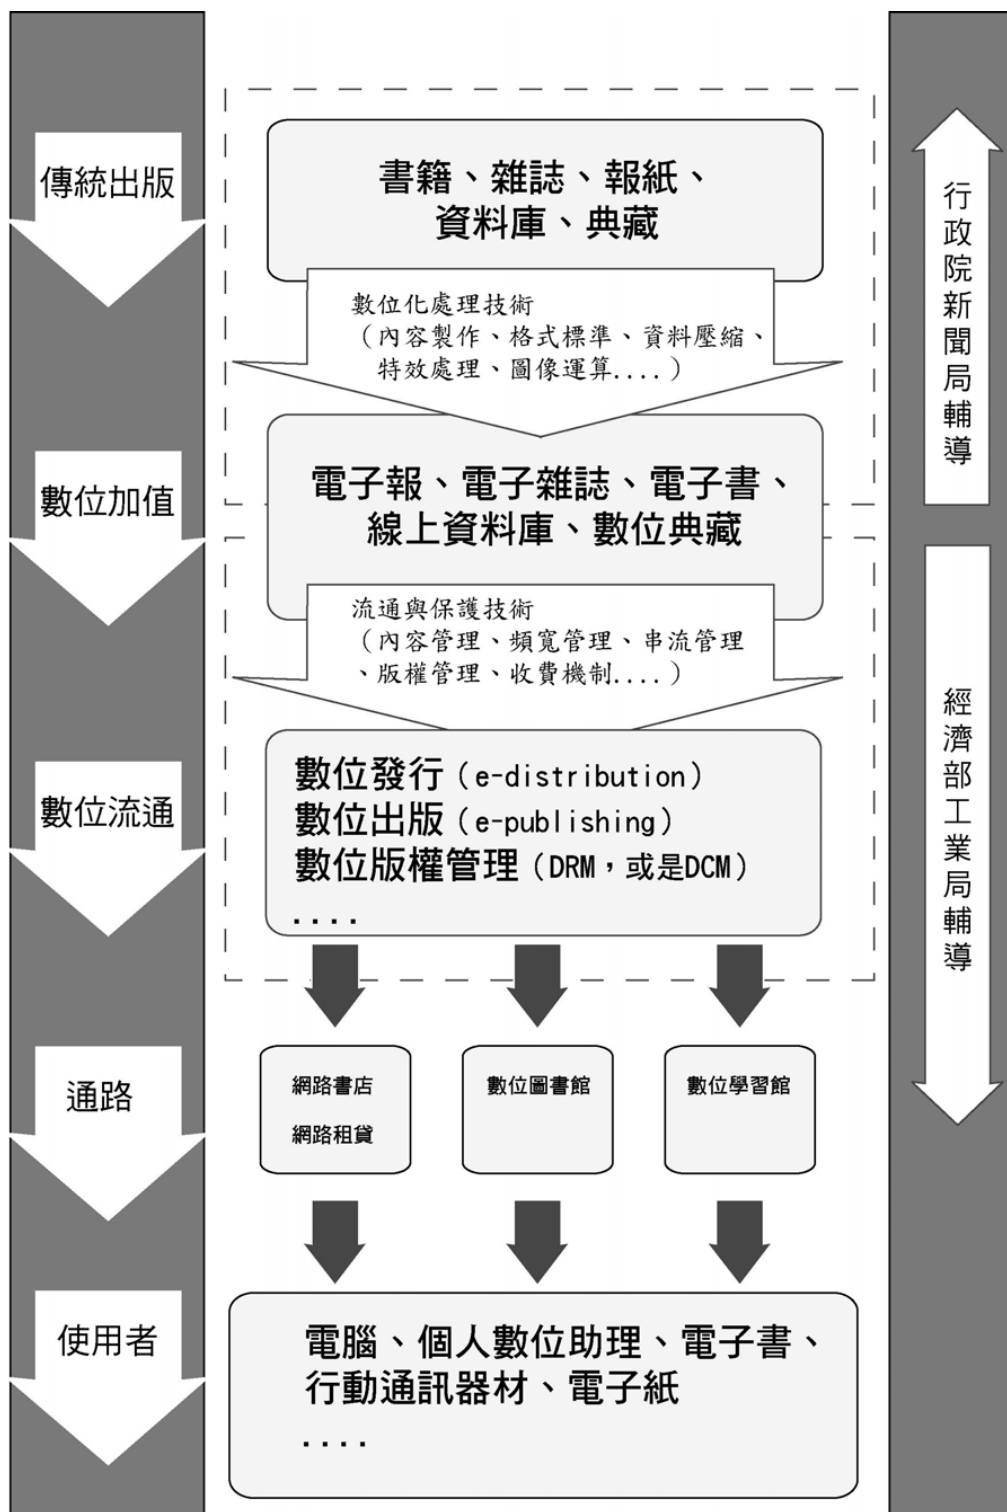 傳統出版
書籍、雜誌、報紙、
資料庫、典藏
數位化處理技術
（內容製作、格式標準、資料壓縮、
特效處理、圖像運算....）
數位加值
電子報、電子雜誌、電子書、
線上資料庫、數位典藏
流通與保護技術
（內容管理、頻寬管理、串流管理
、版權管理、收費機制....）
數位流通
數位發行（e-distribution）
數位出版（e-publishing）
數位版權管理（DRM，或是DCM）
....
通路
網路書店
網路租貸
數位圖書館
數位學習館
使用者
電腦、個人數位助理、電子書、
行動通訊器材、電子紙
....
行政院新聞局輔導
經濟部工業局輔導